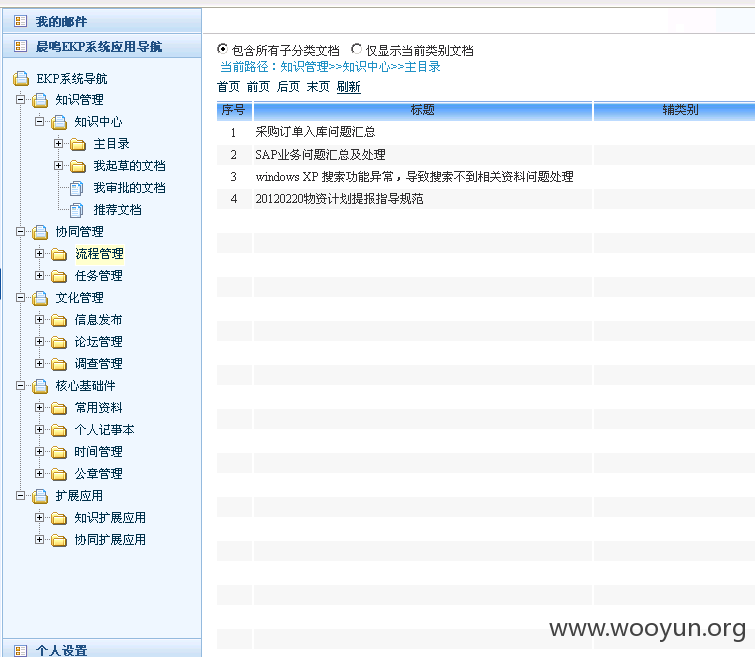 我的邮件
晨鸣EKP系统应用导航
EKP系统导航
知识管理
知识中心
主目录
我起草的文档
我审批的文档
推荐文档
协同管理
流程管理
任务管理
文化管理
信息发布
论坛管理
调查管理
核心基础件
常用资料
个人记事本
时间管理
公章管理
扩展应用
知识扩展应用
协同扩展应用
个人设置
包含所有子分类文档 仅显示当前类别文档
当前路径：知识管理>>知识中心>>主目录
首页 前页 后页 末页 刷新
序号 标题 辅类别
1 采购订单入库问题汇总
2 SAP业务问题汇总及处理
3 windows XP 搜索功能异常，导致搜索不到相关资料问题处理
4 20120220物资计划提报指导规范
www.wooyun.org